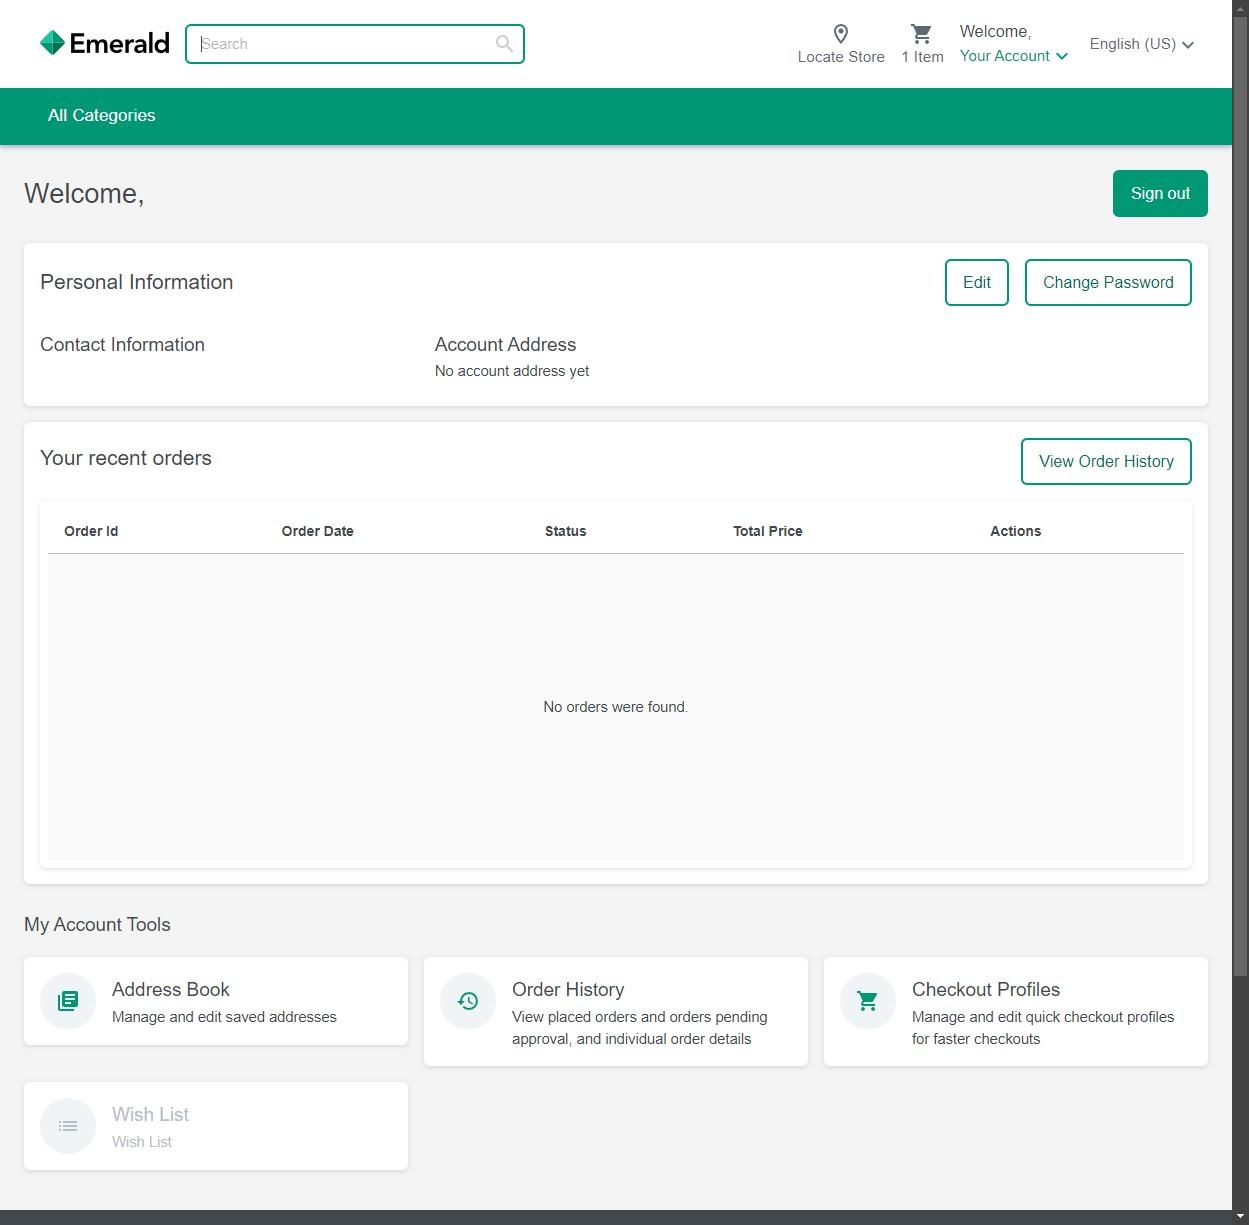 Emerald
Search
Locate Store
1 Item
Welcome,
Your Account
English (US)
All Categories
Welcome,
Sign out
Personal Information
Edit
Change Password
Contact Information
Account Address
No account address yet
Your recent orders
View Order History
Order Id Order Date Status Total Price Actions
No orders were found.
My Account Tools
Address Book
Manage and edit saved addresses
Order History
View placed orders and orders pending
approval, and individual order details
Checkout Profiles
Manage and edit quick checkout profiles
for faster checkouts
Wish List
Wish List